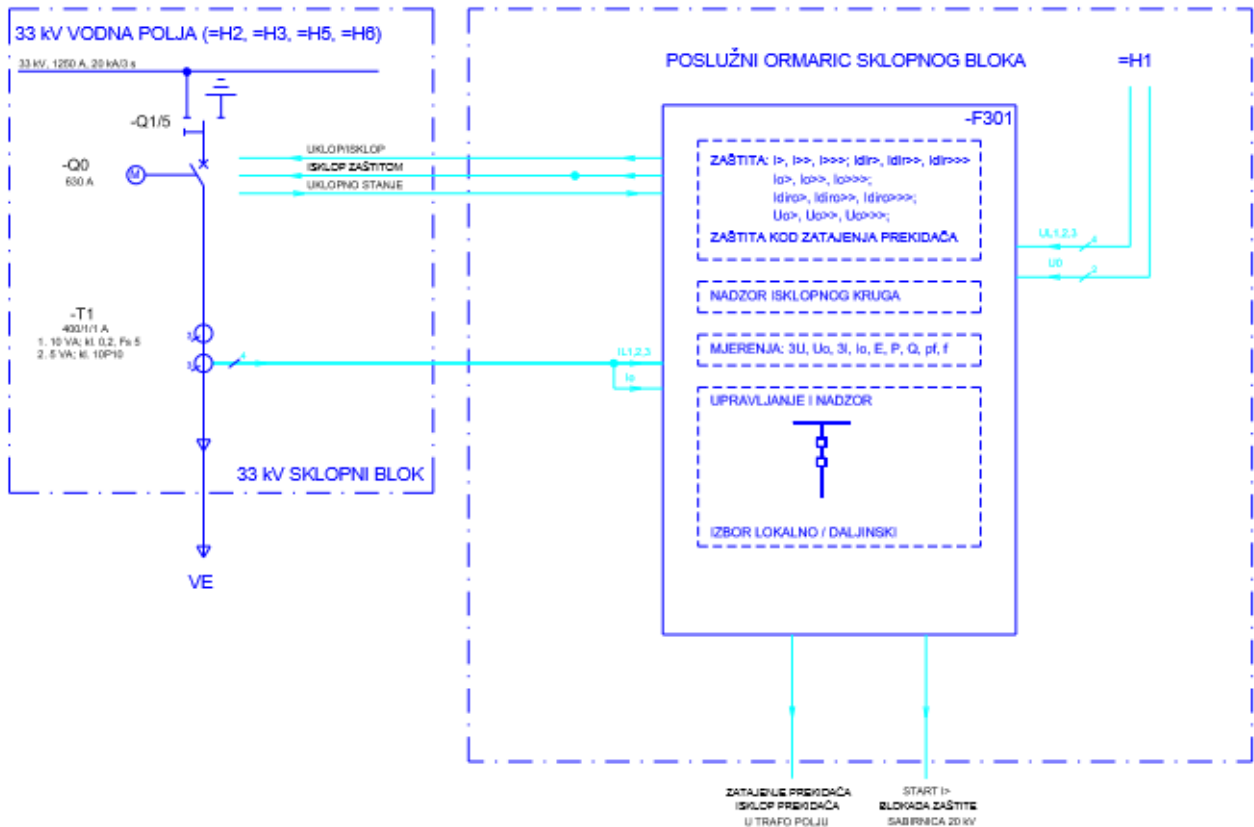 33 kV VODNA POLJA (=H2, =H3, =H5, =H6)
33 kV, 1250 A, 20 kA/3 s
-Q1/5
-Q0
630 A
M
UKLOP/ISKLOP
ISKLOP ZAŠTITOM
UKLOPNO STANJE
-T1
400/1/1 A
1. 10 VA; kl. 0,2, Fs 5
2. 5 VA; kl. 10P10
3
3
4
33 kV SKLOPNI BLOK
VE
POSLUŽNI ORMARIC SKLOPNOG BLOKA
=H1
-F301
ZAŠTITA: I>, I>>, I>>>; Idir>, Idir>>, Idir>>>
Io>, Io>>, Io>>>;
Idiro>, Idiro>>, Idiro>>>;
Uo>, Uo>>, Uo>>>;
ZAŠTITA KOD ZATAJENJA PREKIDAČA
UL1,2,3
4
U0
2
NADZOR ISKLOPNOG KRUGA
MJERENJA: 3U, Uo, 3I, Io, E, P, Q, pf, f
IL1,2,3
Io
UPRAVLJANJE I NADZOR
IZBOR LOKALNO / DALJINSKI
ZATAJENJE PREKIDAČA
ISKLOP PREKIDAČA
U TRAFO POLJU
START I>
BLOKADA ZAŠTITE
SABIRNICA 20 kV